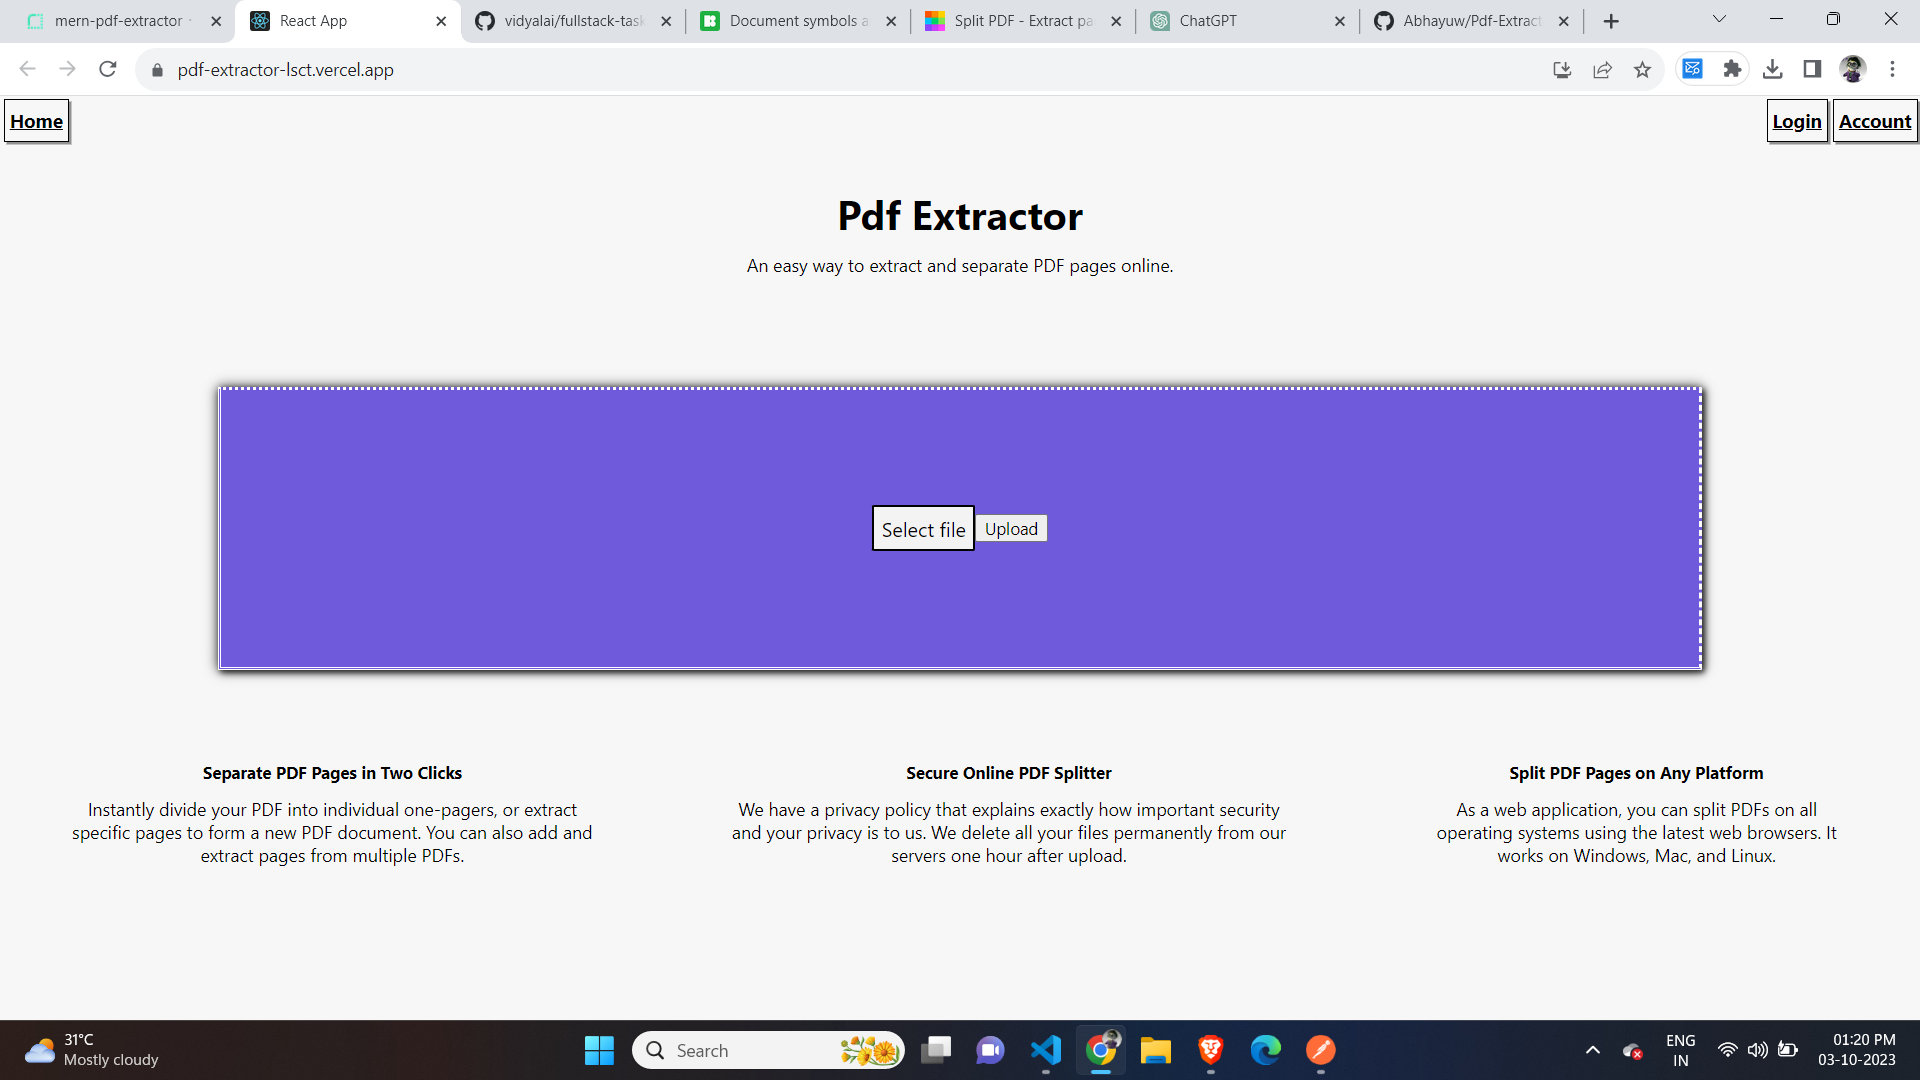 mern-pdf-extractor
React App
vidyalai/fullstack-task
Document symbols a
Split PDF - Extract pa
ChatGPT
Abhayuw/Pdf-Extract
pdf-extractor-lsct.vercel.app
Home
Login
Account
Pdf Extractor
An easy way to extract and separate PDF pages online.
Select file
Upload
Separate PDF Pages in Two Clicks
Instantly divide your PDF into individual one-pagers, or extract
specific pages to form a new PDF document. You can also add and
extract pages from multiple PDFs.
Secure Online PDF Splitter
We have a privacy policy that explains exactly how important security
and your privacy is to us. We delete all your files permanently from our
servers one hour after upload.
Split PDF Pages on Any Platform
As a web application, you can split PDFs on all
operating systems using the latest web browsers. It
works on Windows, Mac, and Linux.
31°C
Mostly cloudy
Search
ENG
IN
01:20 PM
03-10-2023